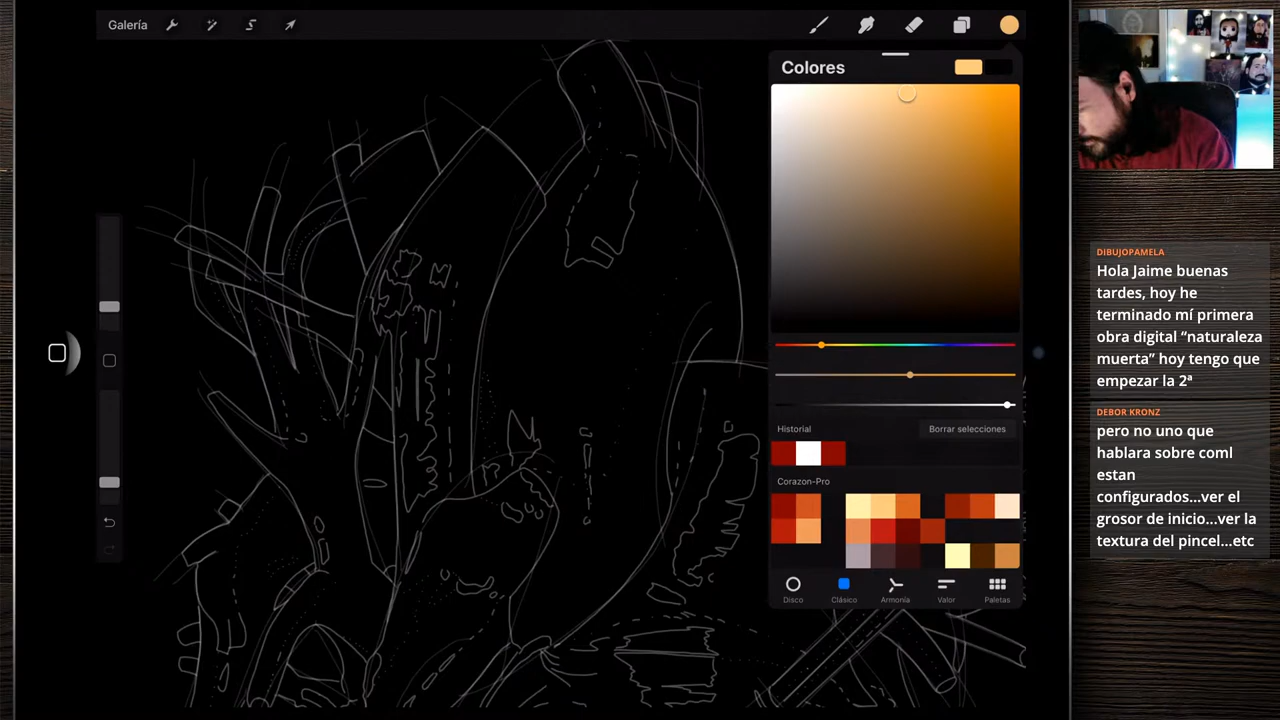 Galería
Colores
Historial
Borrar selecciones
Corazon-Pro
Disco
Clásico
Armonía
Valor
Paletas
DIBUJOPAMELA
Hola Jaime buenas
tardes, hoy he
terminado mí primera
obra digital “naturaleza
muerta” hoy tengo que
empezar la 2ª
DEBOR KRONZ
pero no uno que
hablara sobre coml
estan
configurados...ver el
grosor de inicio...ver la
textura del pincel...etc